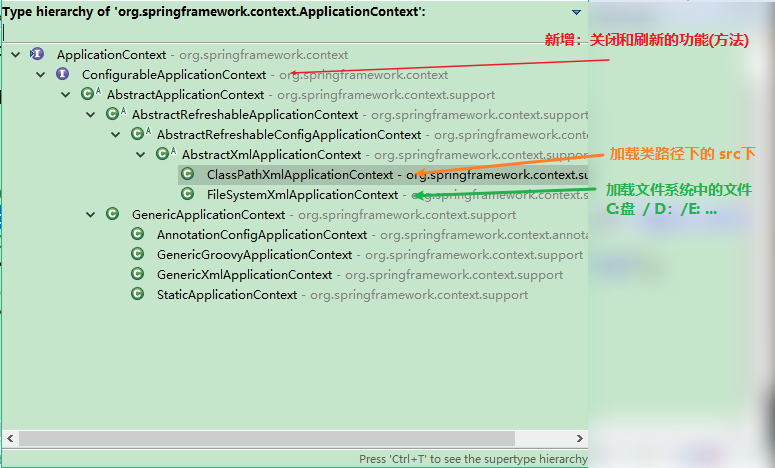 Type hierarchy of 'org.springframework.context.ApplicationContext':
新增：关闭和刷新的功能(方法)
ApplicationContext - org.springframework.context
ConfigurableApplicationContext - org.springframework.context
AbstractApplicationContext - org.springframework.context.support
AbstractRefreshableApplicationContext - org.springframework.context
AbstractRefreshableConfigApplicationContext - org.springframework
AbstractXmlApplicationContext - org.springframework.context
ClassPathXmlApplicationContext - org.springframework.context.su
加载类路径下的 src下
FileSystemXmlApplicationContext - org.springframework.context.s
加载文件系统中的文件
C:盘 / D：/E: ...
GenericApplicationContext - org.springframework.context.support
AnnotationConfigApplicationContext - org.springframework.context.annota
GenericGroovyApplicationContext - org.springframework.context.support
GenericXmlApplicationContext - org.springframework.context.support
StaticApplicationContext - org.springframework.context.support
Press 'Ctrl+T' to see the supertype hierarchy